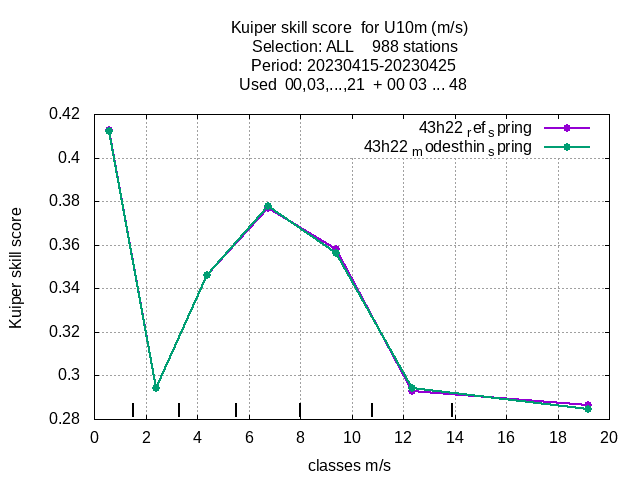 Kuiper skill score  for U10m (m/s)
Selection: ALL    988 stations
Period: 20230415-20230425
Used  00,03,...,21  + 00 03 ... 48
0.42
0.4
0.38
0.36
0.34
0.32
0.3
0.28
Kuiper skill score
43h22 ref spring
43h22 modesthin spring
0 2 4 6 8 10 12 14 16 18 20
classes m/s